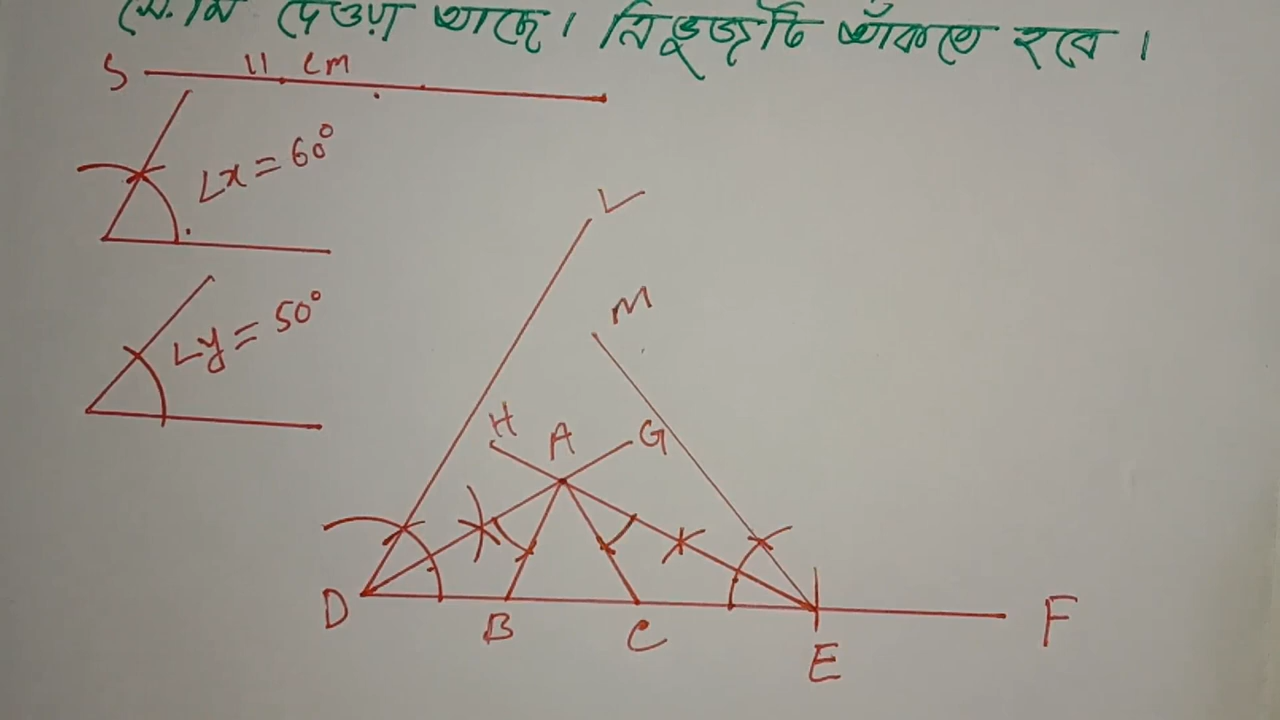 সে.মি দেওয়া আছে। ত্রিভূজটি আঁকতে হবে।
S 11 cm
∠x = 60°
∠y = 50°
L
M
H A G
D B C E F